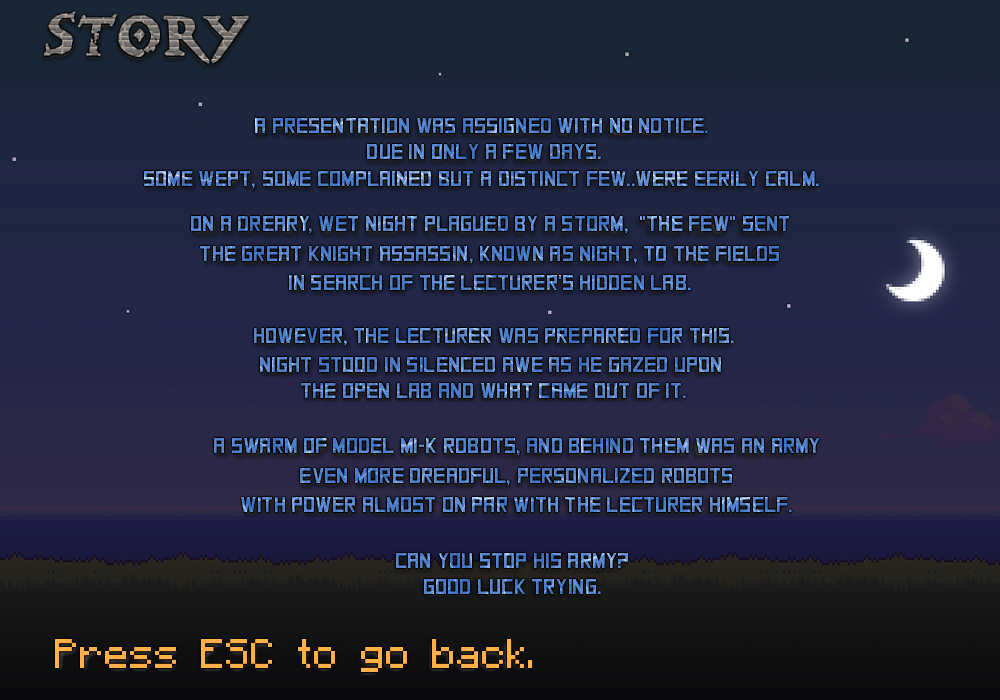 STORY
A PRESENTATION WAS ASSIGNED WITH NO NOTICE.
DUE IN ONLY A FEW DAYS.
SOME WEPT, SOME COMPLAINED BUT A DISTINCT FEW..WERE EERILY CALM.
ON A DREARY, WET NIGHT PLAGUED BY A STORM, "THE FEW" SENT
THE GREAT KNIGHT ASSASSIN, KNOWN AS NIGHT, TO THE FIELDS
IN SEARCH OF THE LECTURER'S HIDDEN LAB.
HOWEVER, THE LECTURER WAS PREPARED FOR THIS.
NIGHT STOOD IN SILENCED AWE AS HE GAZED UPON
THE OPEN LAB AND WHAT CAME OUT OF IT.
A SWARM OF MODEL MI-K ROBOTS, AND BEHIND THEM WAS AN ARMY
EVEN MORE DREADFUL, PERSONALIZED ROBOTS
WITH POWER ALMOST ON PAR WITH THE LECTURER HIMSELF.
CAN YOU STOP HIS ARMY?
GOOD LUCK TRYING.
Press ESC to go back.